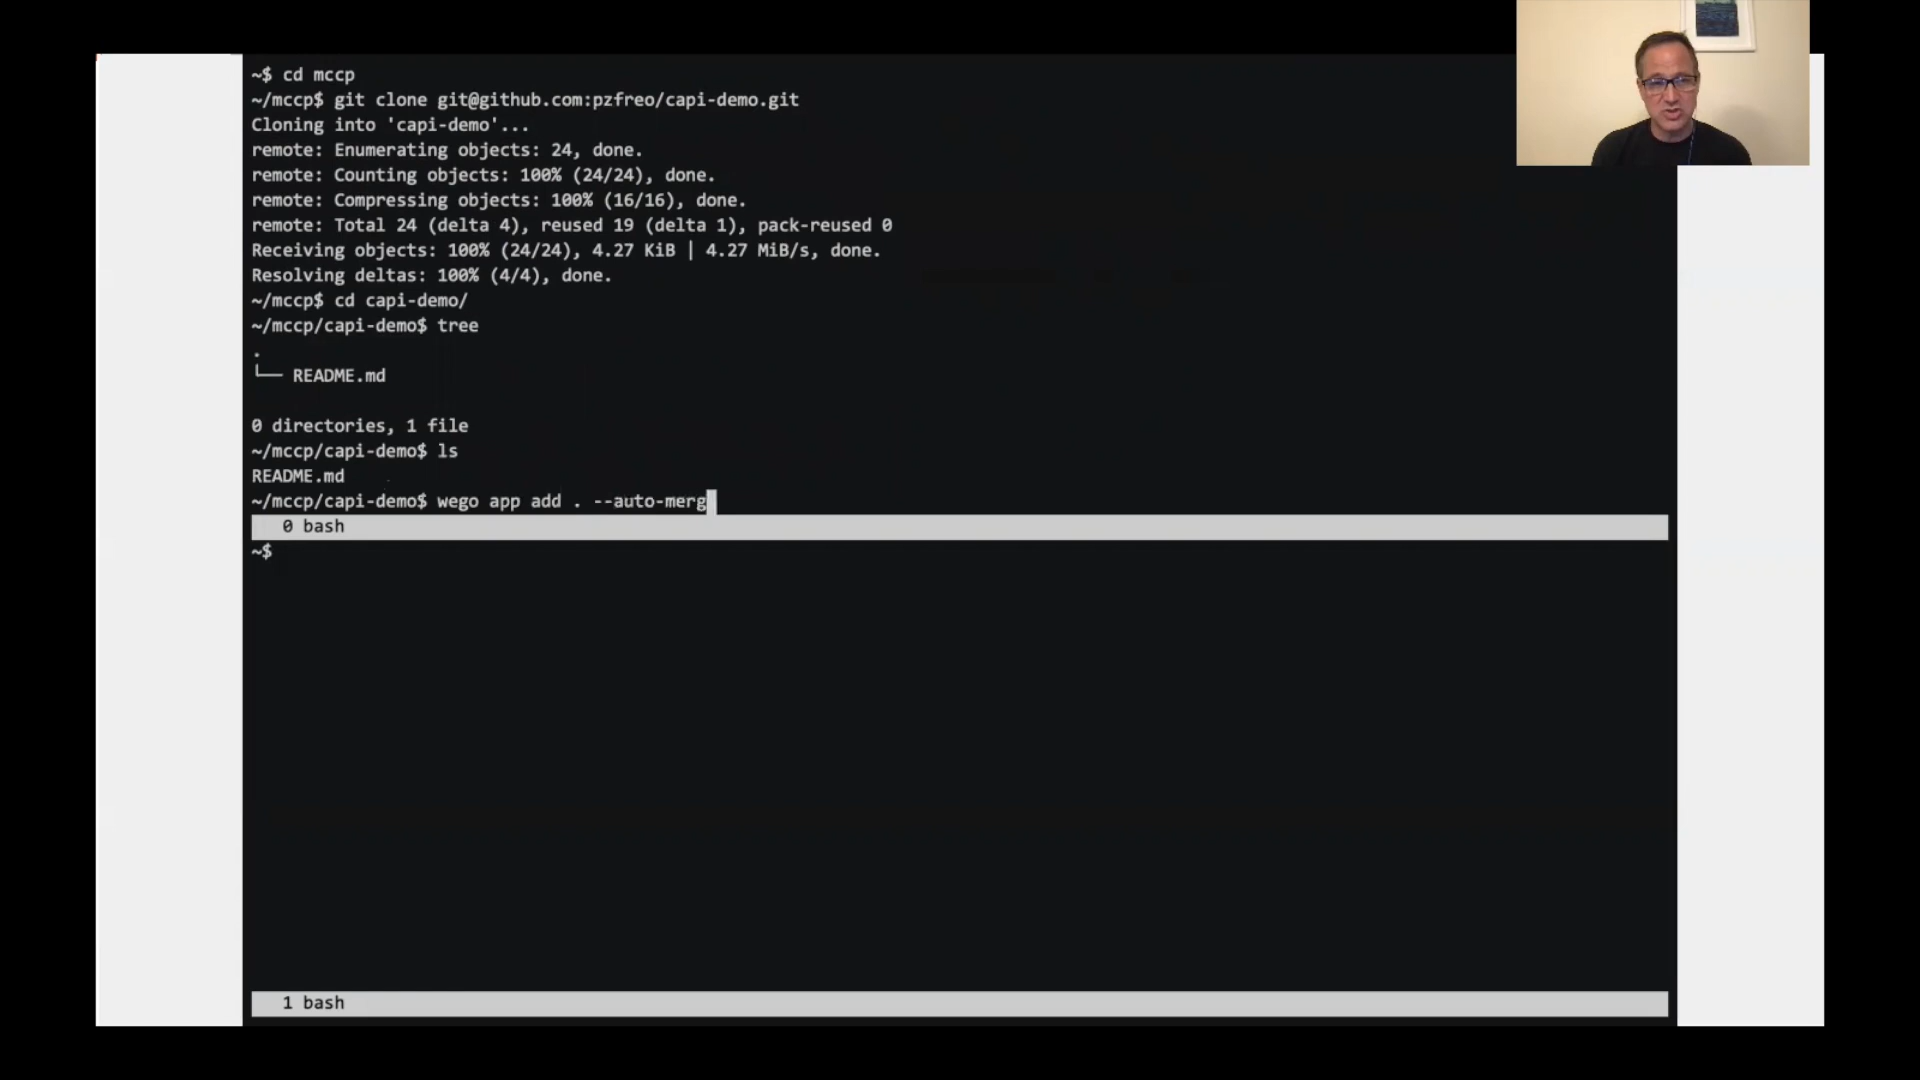 ~$ cd mccp
~/mccp$ git clone git@github.com:pzfreo/capi-demo.git
Cloning into 'capi-demo'...
remote: Enumerating objects: 24, done.
remote: Counting objects: 100% (24/24), done.
remote: Compressing objects: 100% (16/16), done.
remote: Total 24 (delta 4), reused 19 (delta 1), pack-reused 0
Receiving objects: 100% (24/24), 4.27 KiB | 4.27 MiB/s, done.
Resolving deltas: 100% (4/4), done.
~/mccp$ cd capi-demo/
~/mccp/capi-demo$ tree
.
└── README.md
0 directories, 1 file
~/mccp/capi-demo$ ls
README.md
~/mccp/capi-demo$ wego app add . --auto-merg
0 bash
~$
1 bash